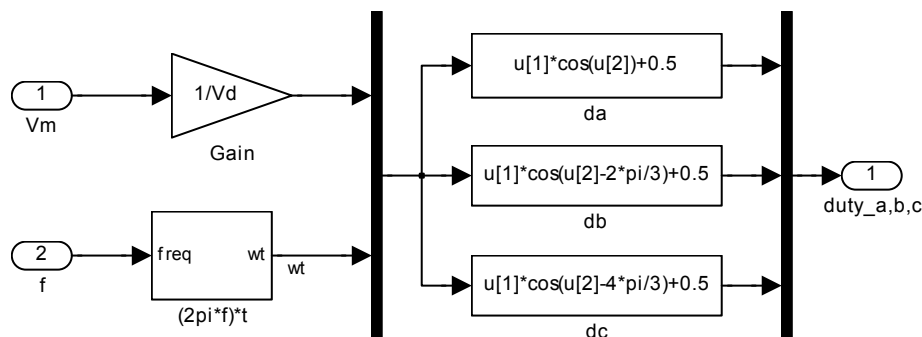 1
Vm
1/Vd
Gain
2
f
freq
wt
(2pi*f)*t
wt
u[1]*cos(u[2])+0.5
da
u[1]*cos(u[2]-2*pi/3)+0.5
db
u[1]*cos(u[2]-4*pi/3)+0.5
dc
1
duty_a,b,c